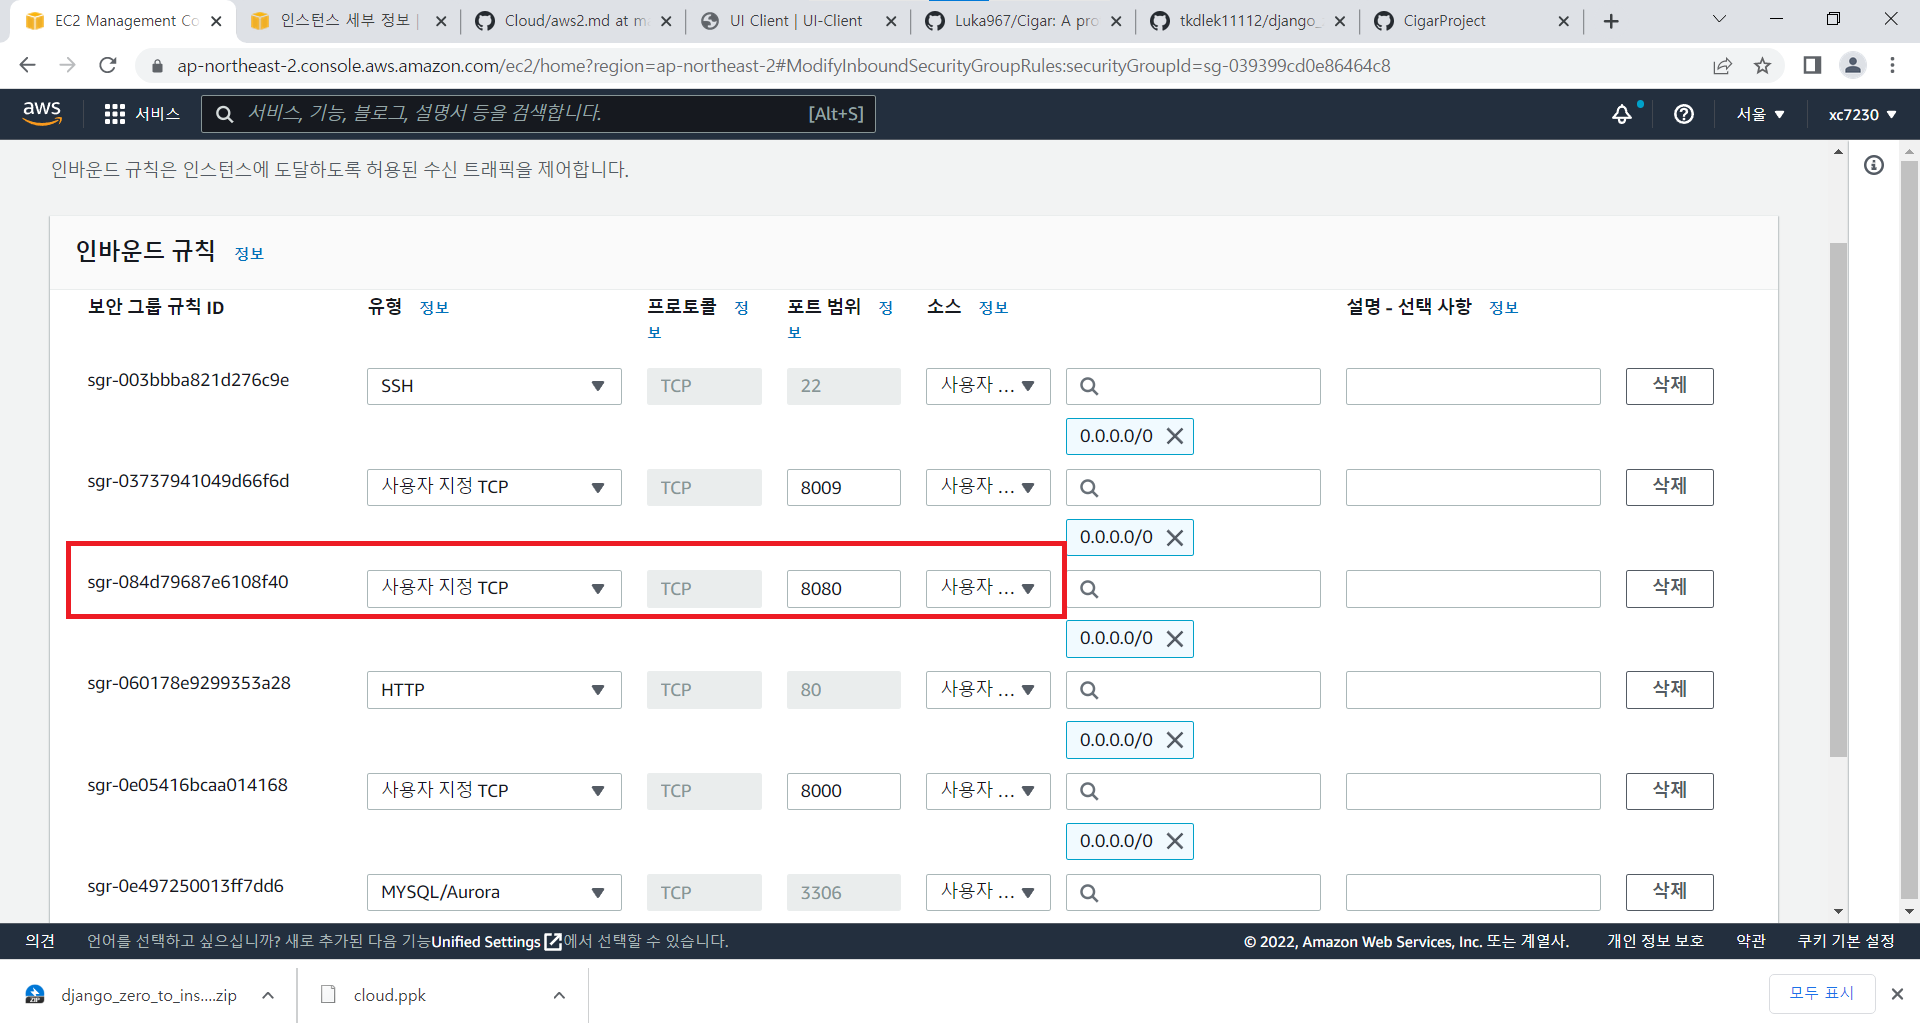 EC2 Management Co
인스턴스 세부 정보 |
Cloud/aws2.md at m
UI Client | UI-Client
Luka967/Cigar: A pro
tkdlek11112/django_
CigarProject
ap-northeast-2.console.aws.amazon.com/ec2/home?region=ap-northeast-2#ModifyInboundSecurityGroupRules:securityGroupId=sg-039399cd0e86464c8
aws
서비스
서비스, 기능, 블로그, 설명서 등을 검색합니다.
[Alt+S]
서울
xc7230
인바운드 규칙은 인스턴스에 도달하도록 허용된 수신 트래픽을 제어합니다.
인바운드 규칙 정보
보안 그룹 규칙 ID
유형 정보
프로토콜 정
보
포트 범위 정
보
소스 정보
설명 - 선택 사항 정보
sgr-003bbba821d276c9e
SSH
TCP
22
사용자 ...
삭제
0.0.0.0/0
sgr-03737941049d66f6d
사용자 지정 TCP
TCP
8009
사용자 ...
삭제
0.0.0.0/0
sgr-084d79687e6108f40
사용자 지정 TCP
TCP
8080
사용자 ...
삭제
0.0.0.0/0
sgr-060178e9299353a28
HTTP
TCP
80
사용자 ...
삭제
0.0.0.0/0
sgr-0e05416bcaa014168
사용자 지정 TCP
TCP
8000
사용자 ...
삭제
0.0.0.0/0
sgr-0e497250013ff7dd6
MYSQL/Aurora
TCP
3306
사용자 ...
삭제
의견
언어를 선택하고 싶으십니까? 새로 추가된 다음 기능Unified Settings에서 선택할 수 있습니다.
© 2022, Amazon Web Services, Inc. 또는 계열사.
개인 정보 보호
약관
쿠키 기본 설정
django_zero_to_ins....zip
cloud.ppk
모두 표시